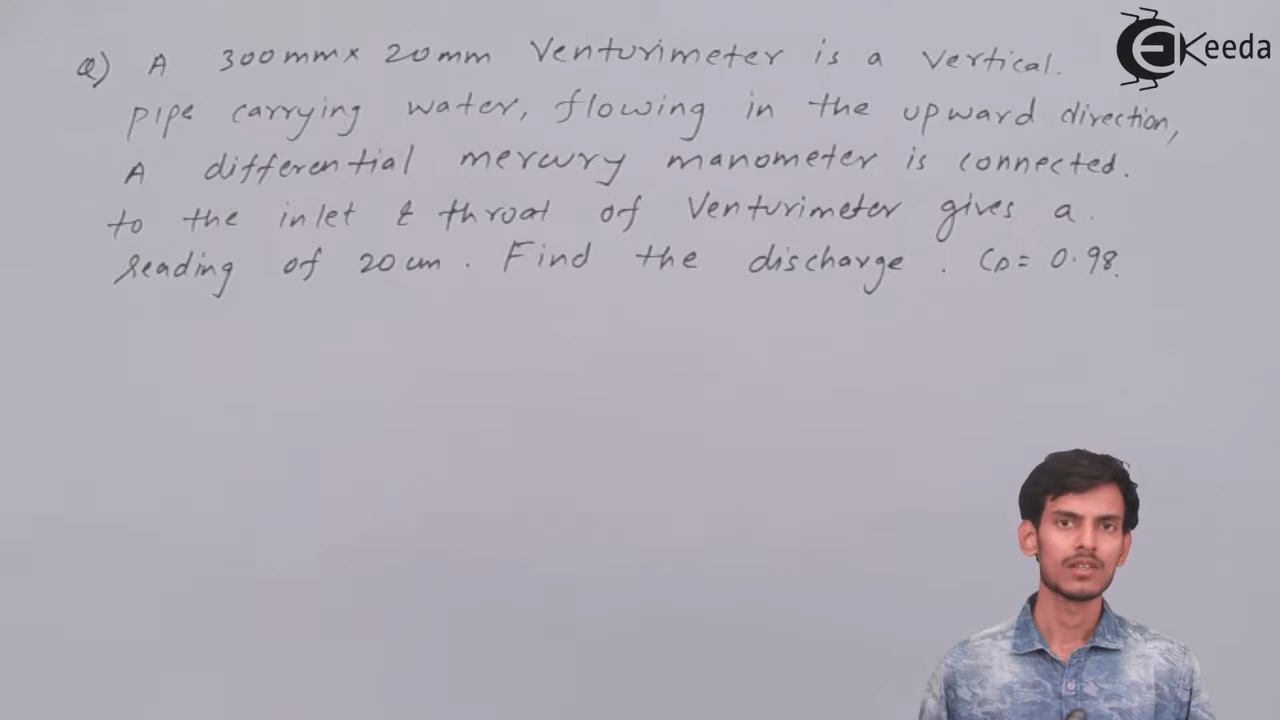 Keeda
Q) A 300mm x 20mm Venturimeter is a vertical.
pipe carrying water, flowing in the upward direction,
A differential mercury manometer is connected.
to the inlet & throat of Venturimeter gives a.
reading of 20cm. Find the discharge. CD = 0.98.